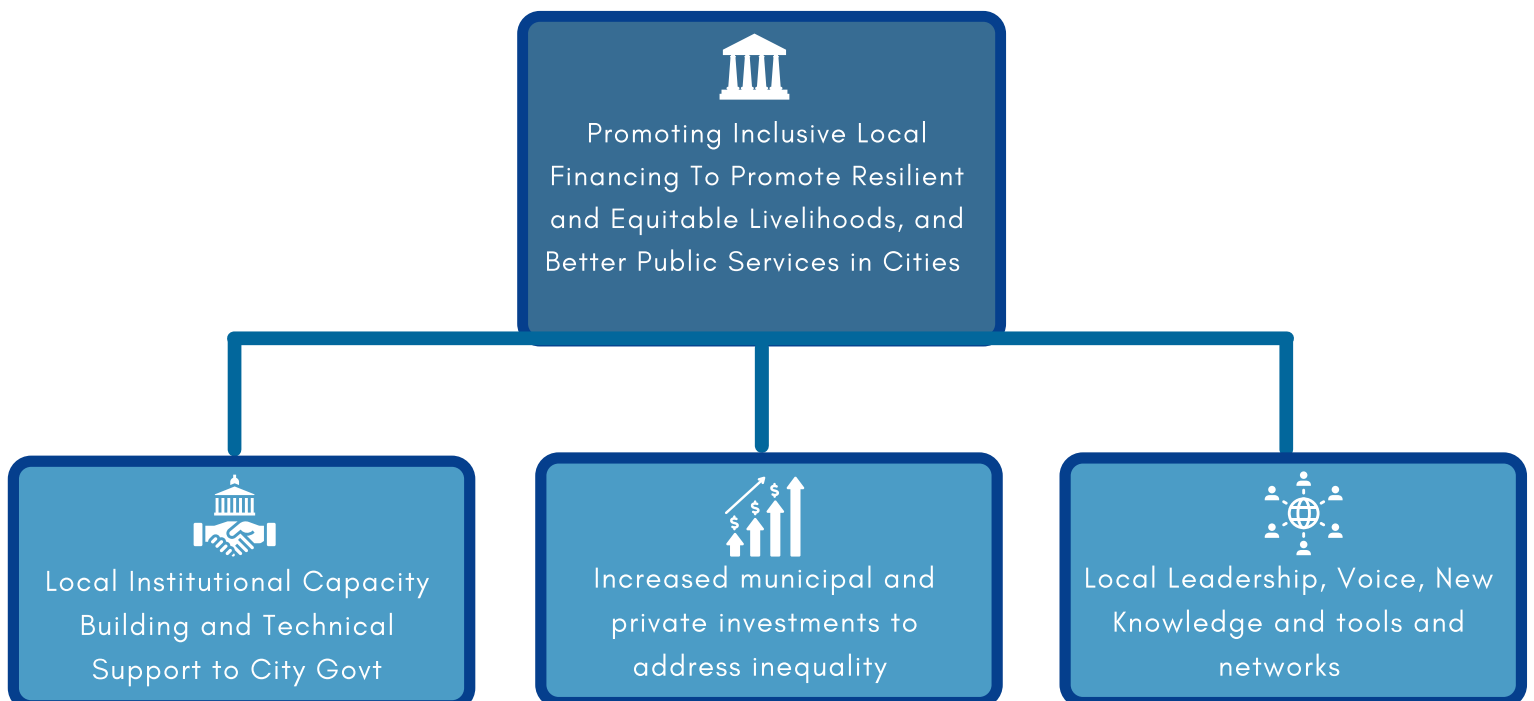 Promoting Inclusive Local
Financing To Promote Resilient
and Equitable Livelihoods, and
Better Public Services in Cities
Local Institutional Capacity
Building and Technical
Support to City Govt
$ $ $
Increased municipal and
private investments to
address inequality
Local Leadership, Voice, New
Knowledge and tools and
networks